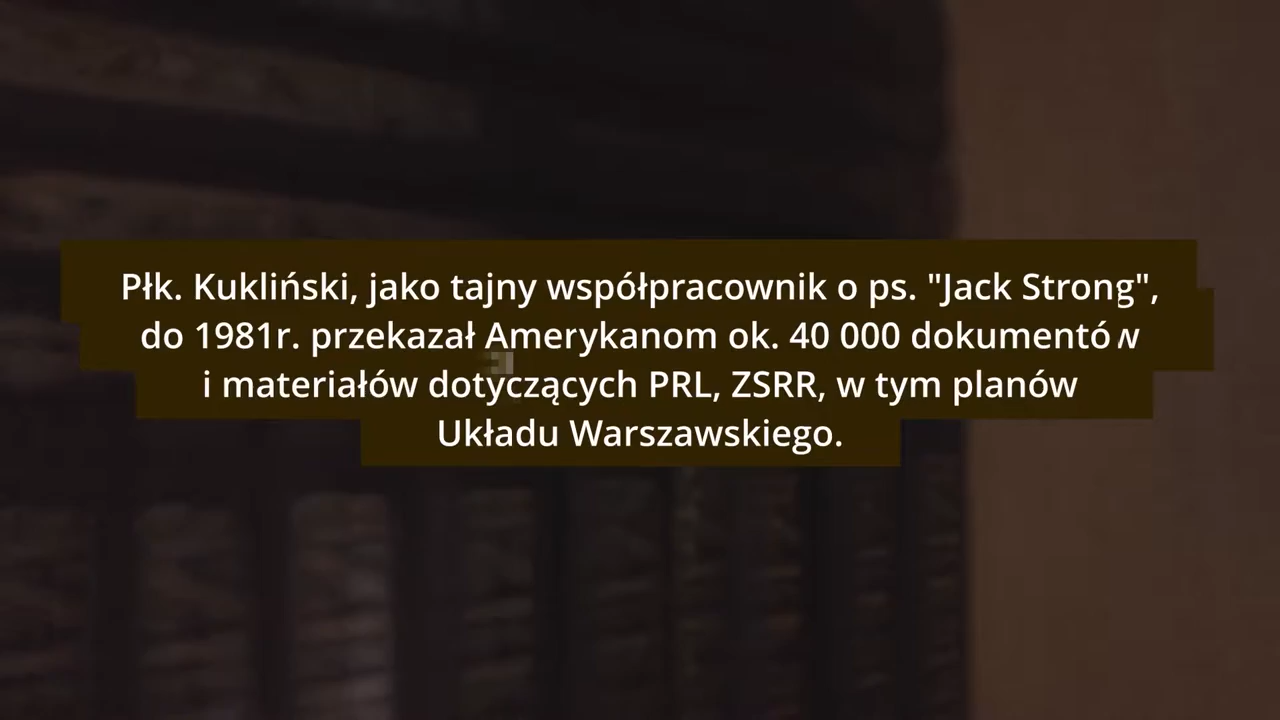 Płk. Kukliński, jako tajny współpracownik o ps. "Jack Strong",
do 1981r. przekazał Amerykanom ok. 40 000 dokumentów
i materiałów dotyczących PRL, ZSRR, w tym planów
Układu Warszawskiego.